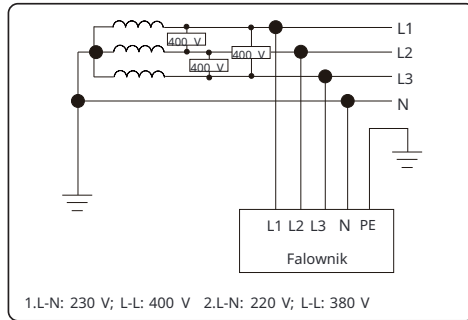 L1
400 V
400 V
L2
400 V
L3
N
L1 L2 L3 N PE
Falownik
1.L-N: 230 V; L-L: 400 V 2.L-N: 220 V; L-L: 380 V